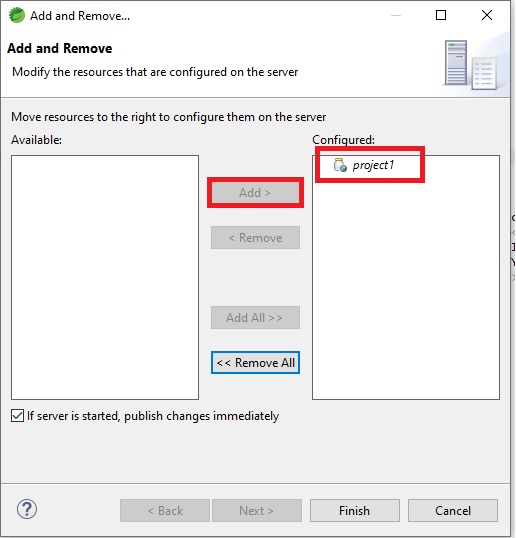 Add and Remove...
Add and Remove
Modify the resources that are configured on the server
Move resources to the right to configure them on the server
Available:
Configured:
project1
Add >
< Remove
Add All >>
<< Remove All
If server is started, publish changes immediately
?
< Back
Next >
Finish
Cancel